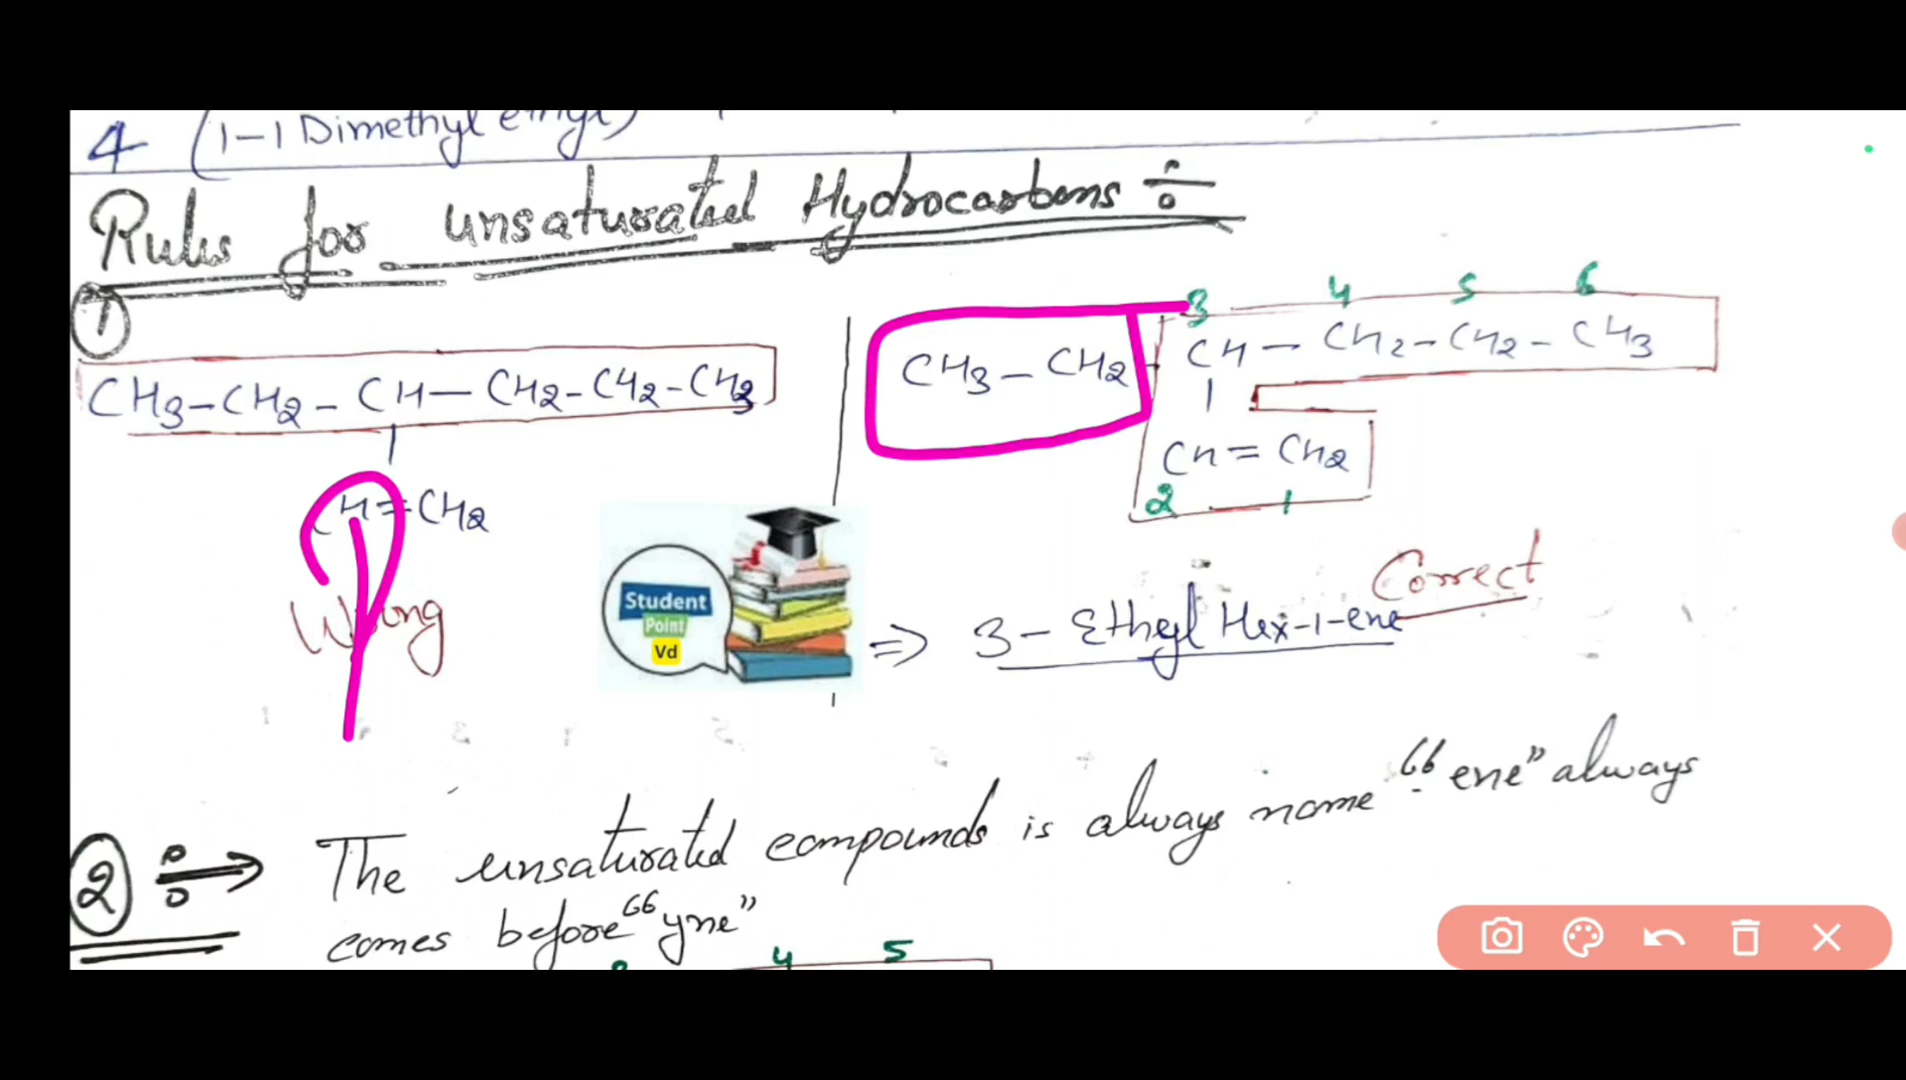 4 (1-1 Dimethyl ethyl)
Rules for unsaturated Hydrocarbons ÷
①
CH3-CH2-CH-CH2-CH2-CH3
CH=CH2
Wrong
3 4 5 6
CH3-CH2-CH-CH2-CH2-CH3
CH=CH2
2 1
Student
Point
Vd
Correct
=> 3-Ethyl Hex-1-ene
② ÷ → The unsaturated compounds is always name "ene" always
comes before "yne"
4 5